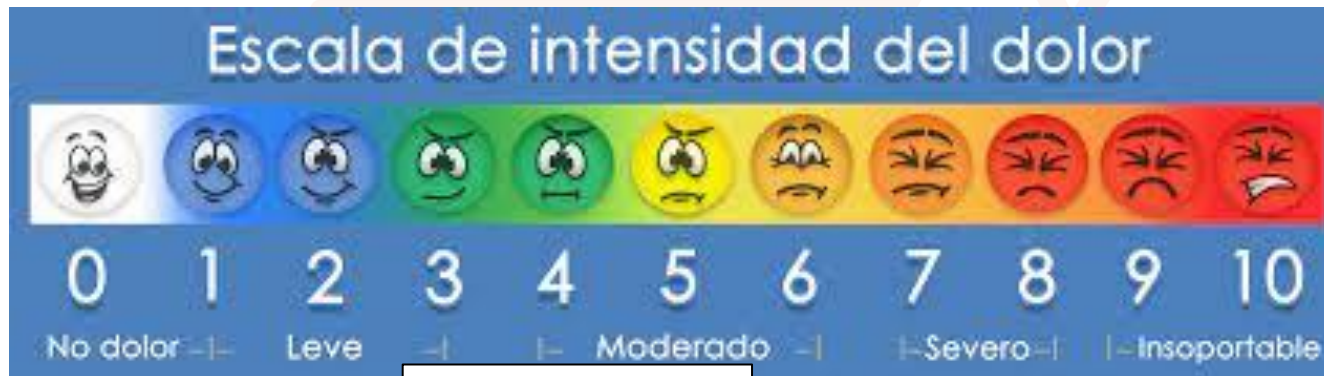 Escala de intensidad del dolor
0 1 2 3 4 5 6 7 8 9 10
No dolor Leve Moderado Severo Insoportable